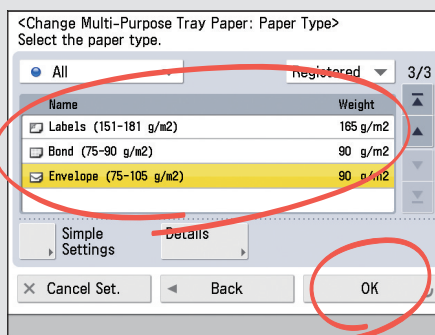 <Change Multi-Purpose Tray Paper: Paper Type>
Select the paper type.
All Registered 3/3
Name Weight
Labels (151-181 g/m2) 165 g/m2
Bond (75-90 g/m2) 90 g/m2
Envelope (75-105 g/m2) 90 g/m2
Simple Settings Details
Cancel Set. Back OK